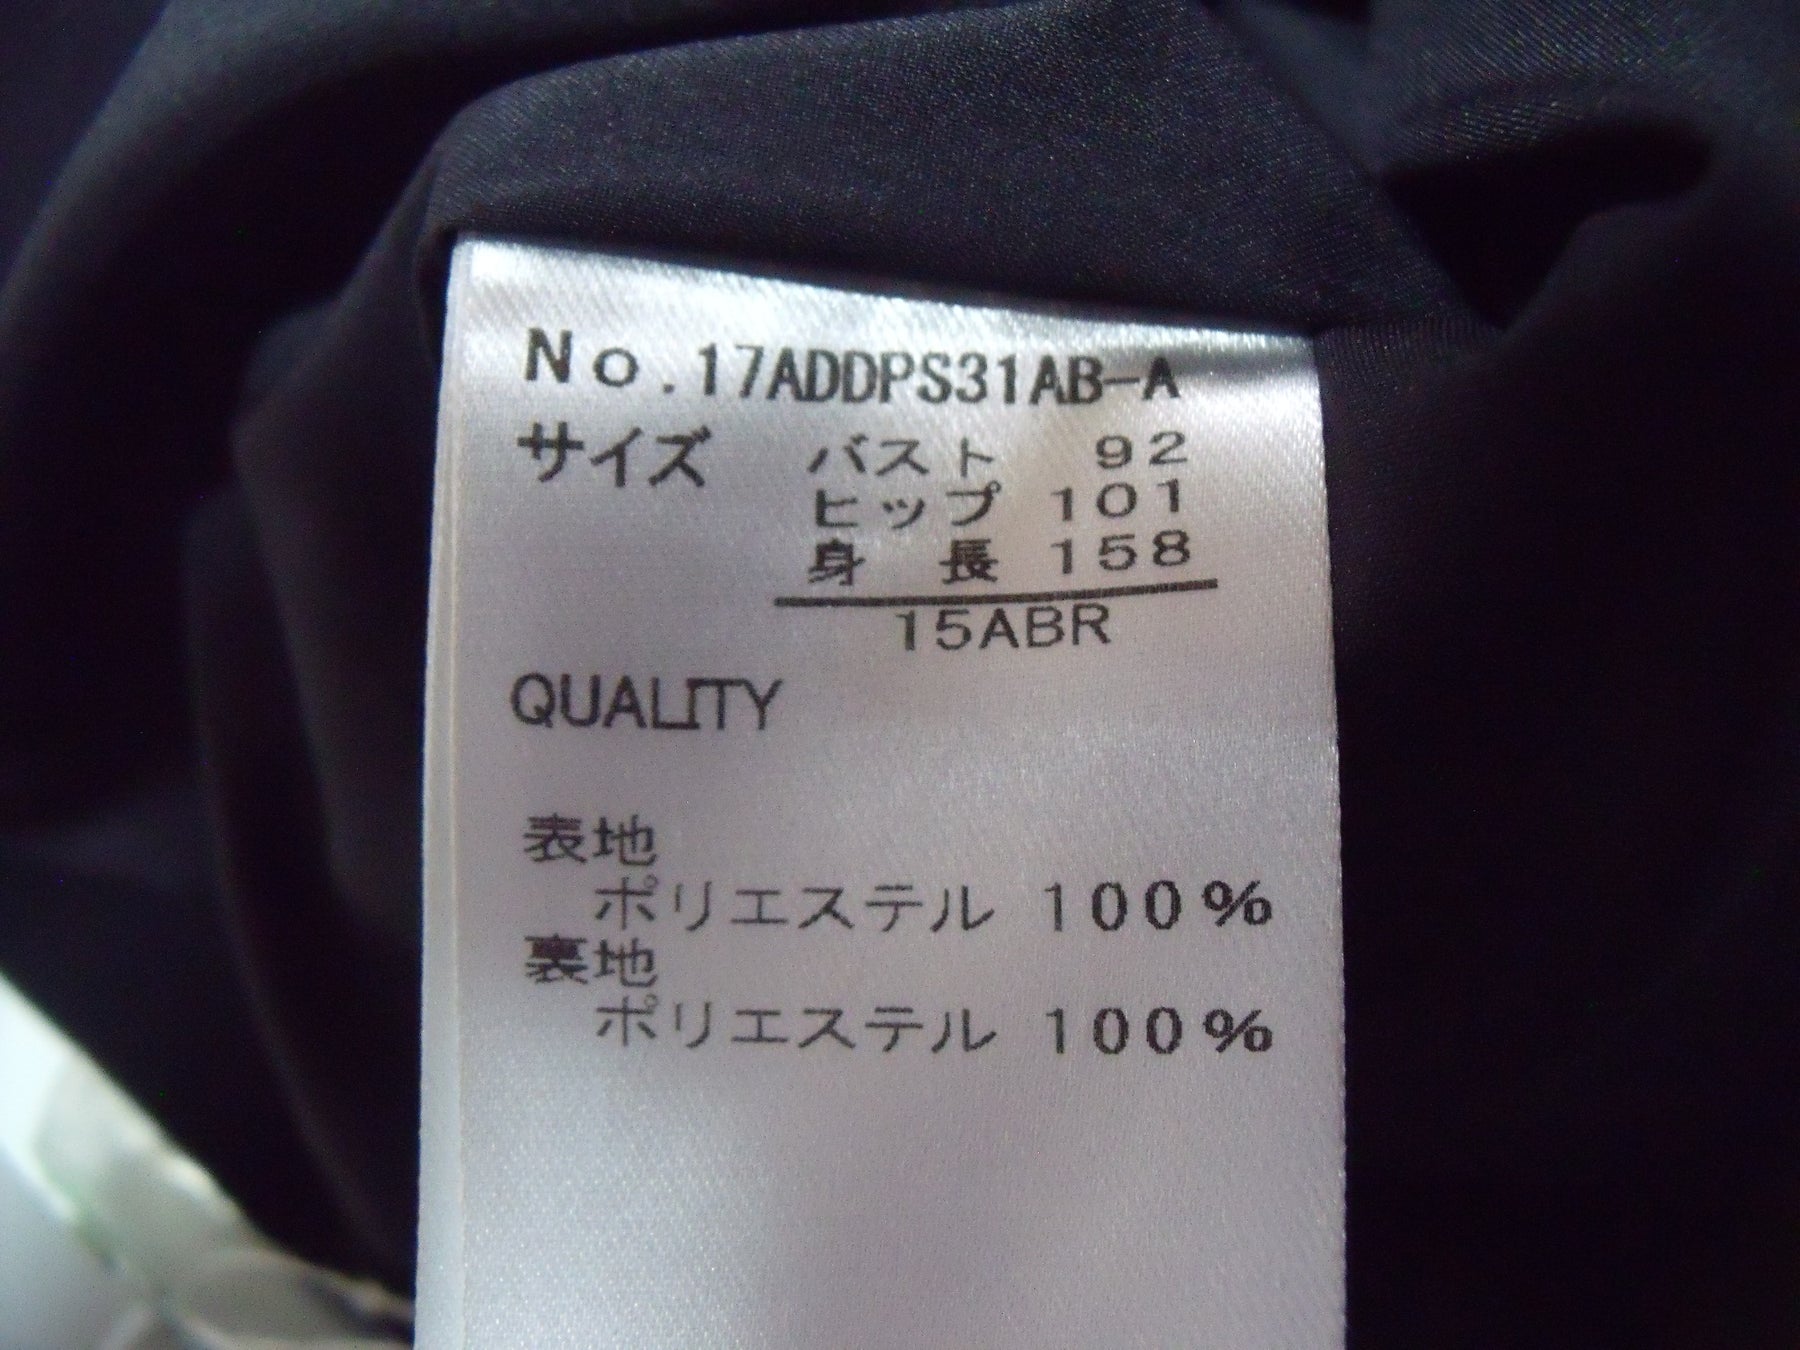 No.17ADDPS31AB-A
サイズ バスト 92
ヒップ 101
身 長 158
15ABR
QUALITY
表地
ポリエステル 100%
裏地
ポリエステル 100%